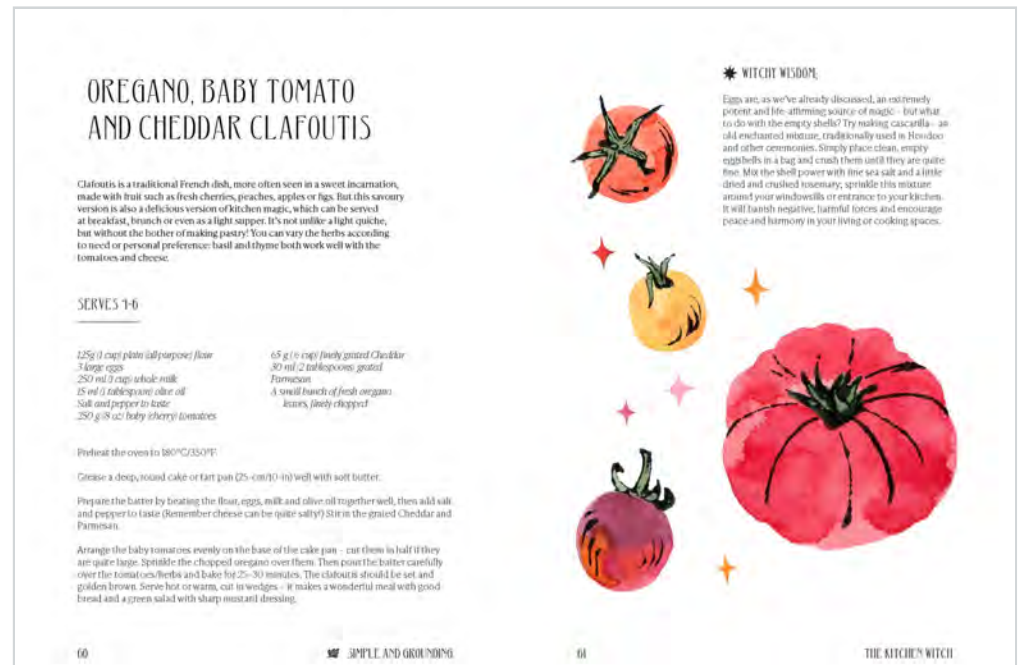 OREGANO, BABY TOMATO
AND CHEDDAR CLAFOUTIS
Clafoutis is a traditional French dish, more often seen in a sweet incarnation,
made with fruit such as fresh cherries, peaches, apples or figs. But this savoury
version is also a delicious version of kitchen magic, which can be served
at breakfast, brunch or even as a light supper. It's not unlike a light quiche,
but without the bother of making pastry! You can vary the herbs according
to need or personal preference: basil and thyme both work well with the
tomatoes and cheese.
SERVES 4-6
125g (1 cup) plain (all-purpose) flour
3 large eggs
250 ml (1 cup) whole milk
15 ml (1 tablespoon) olive oil
Salt and pepper to taste
250 g (8 oz) baby (cherry) tomatoes
65 g ( cup) finely grated Cheddar
30 ml (2 tablespoons) grated
Parmesan
A small bunch of fresh oregano
leaves, finely chopped
Preheat the oven to 180°C/350°F.
Grease a deep, round cake or tart pan (25-cm/10-in) well with soft butter.
Prepare the batter by beating the flour, eggs, milk and olive oil together well, then add salt
and pepper to taste (Remember cheese can be quite salty!) Stir in the grated Cheddar and
Parmesan.
Arrange the baby tomatoes evenly on the base of the cake pan – cut them in half if they
are quite large. Sprinkle the chopped oregano over them. Then pour the batter carefully
over the tomatoes/herbs and bake for 25–30 minutes. The clafoutis should be set and
golden brown. Serve hot or warm, cut in wedges – it makes a wonderful meal with good
bread and a green salad with sharp mustard dressing.
60
SIMPLE AND GROUNDING
WITCHY WISDOM:
Eggs are, as we've already discussed, an extremely
potent and life-affirming source of magic – but what
to do with the empty shells? Try making cascarilla – an
old enchanted mixture, traditionally used in Houdoo
and other ceremonies. Simply place clean, empty
eggshells in a bag and crush them until they are quite
fine. Mix the shell power with fine sea salt and a little
dried and crushed rosemary; sprinkle this mixture
around your windowsills or entrance to your kitchen.
It will banish negative, harmful forces and encourage
peace and harmony in your living or cooking spaces.
61
THE KITCHEN WITCH